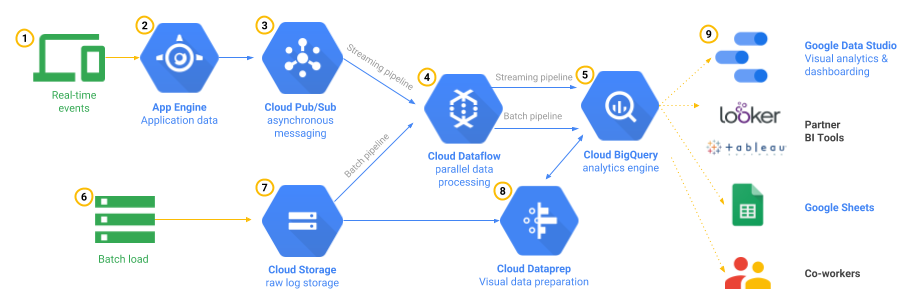 1
Real-time
events
2
App Engine
Application data
3
Cloud Pub/Sub
asynchronous
messaging
Streaming pipeline
Batch pipeline
4
Cloud Dataflow
parallel data
processing
Streaming pipeline
Batch pipeline
5
Cloud BigQuery
analytics engine
6
Batch load
7
Cloud Storage
raw log storage
8
Cloud Dataprep
Visual data preparation
9
Google Data Studio
Visual analytics &
dashboarding
looker
tableau
Partner
BI Tools
Google Sheets
Co-workers